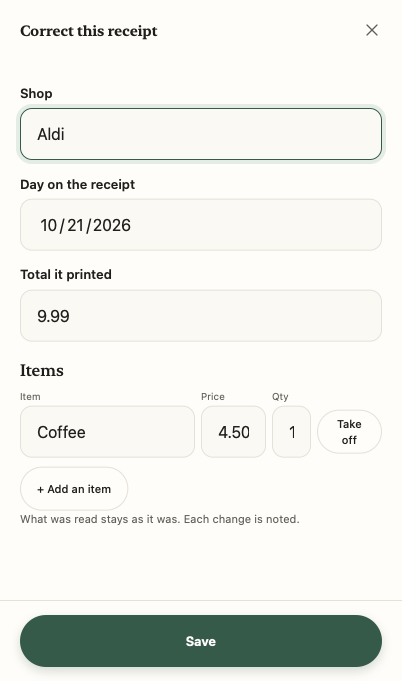 Correct this receipt
Shop
Aldi
Day on the receipt
10/21/2026
Total it printed
9.99
Items
Item Price Qty
Coffee 4.50 1 Take off
+ Add an item
What was read stays as it was. Each change is noted.
Save